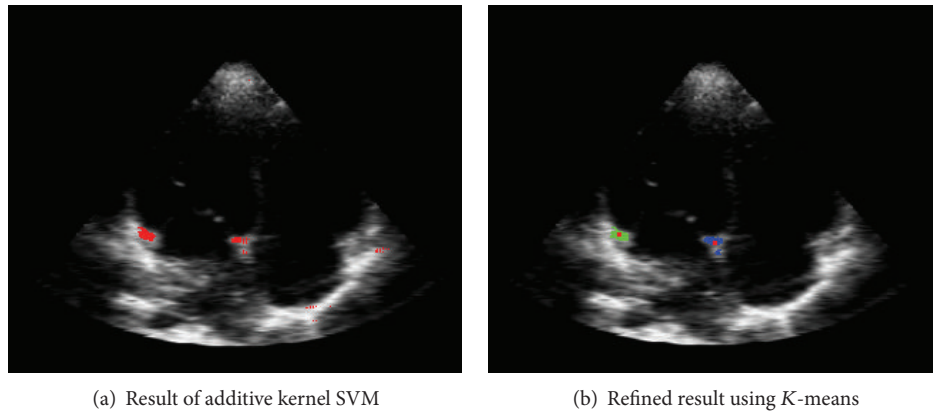 (a) Result of additive kernel SVM
(b) Refined result using K-means